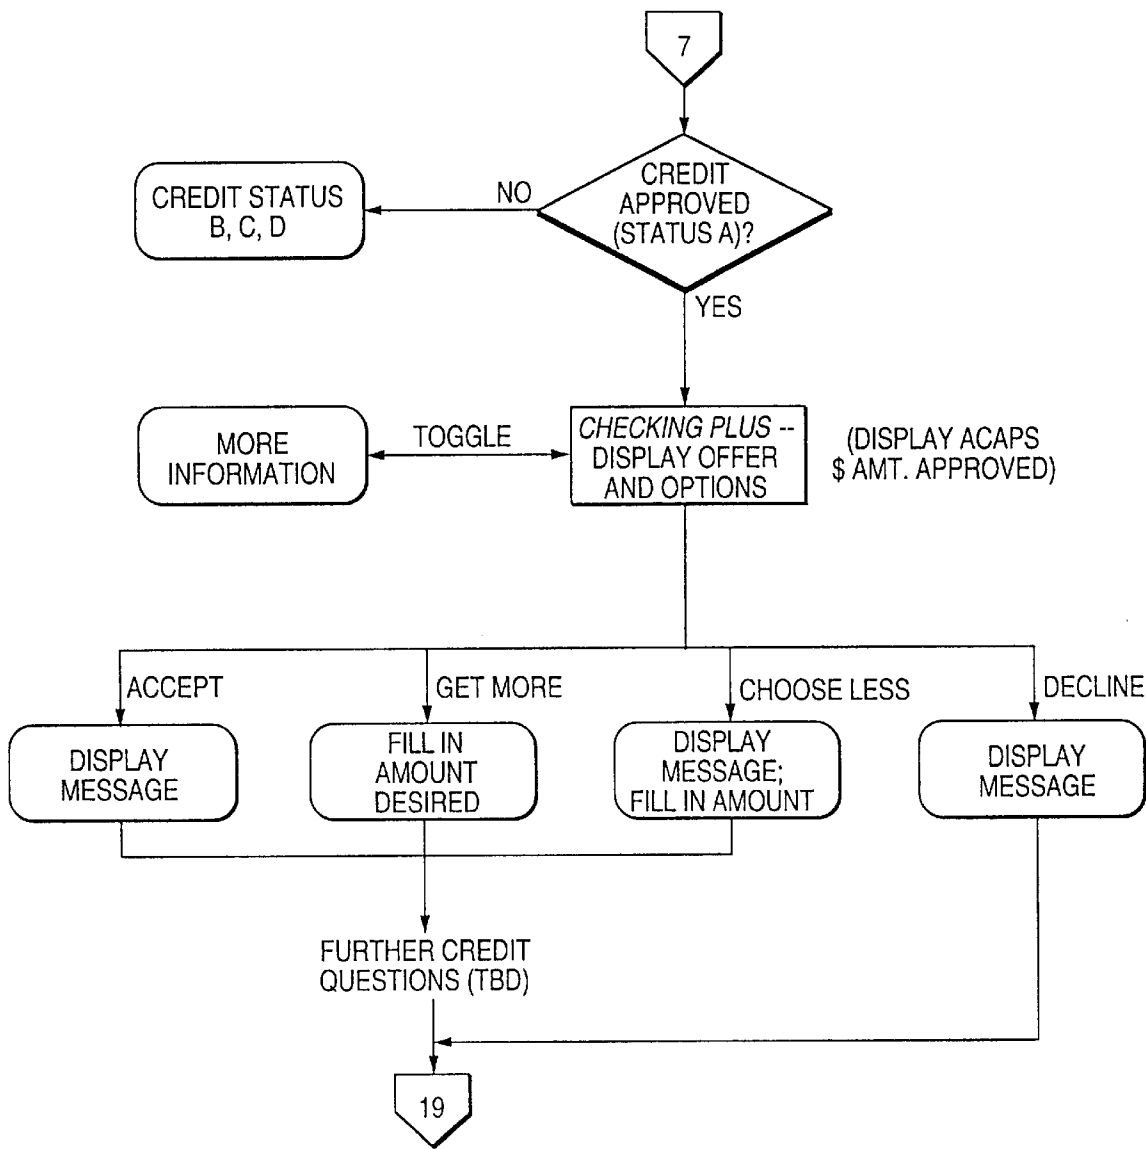 7
CREDIT
APPROVED
(STATUS A)?
NO
CREDIT STATUS
B, C, D
YES
MORE
INFORMATION
TOGGLE
CHECKING PLUS --
DISPLAY OFFER
AND OPTIONS
(DISPLAY ACAPS
$ AMT. APPROVED)
ACCEPT
GET MORE
CHOOSE LESS
DECLINE
DISPLAY
MESSAGE
FILL IN
AMOUNT
DESIRED
DISPLAY
MESSAGE;
FILL IN AMOUNT
DISPLAY
MESSAGE
FURTHER CREDIT
QUESTIONS (TBD)
19